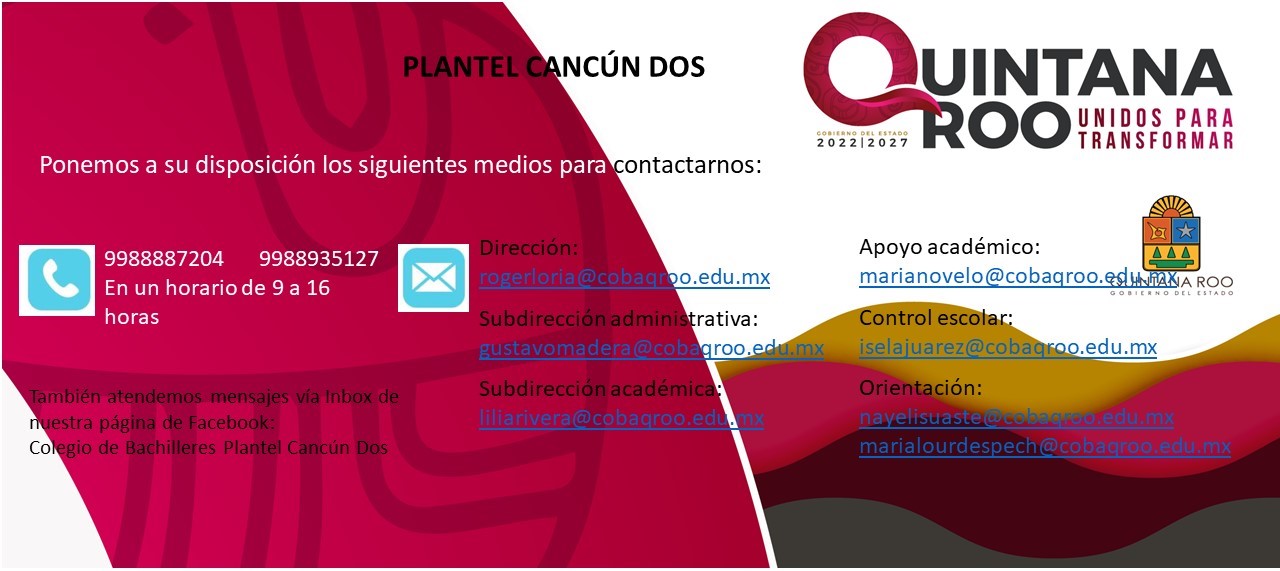 PLANTEL CANCÚN DOS
QUINTANA
ROO UNIDOS PARA
TRANSFORMAR
GOBIERNO DEL ESTADO
2022|2027
Ponemos a su disposición los siguientes medios para contactarnos:
9988887204 9988935127
En un horario de 9 a 16
horas
También atendemos mensajes vía Inbox de
nuestra página de Facebook:
Colegio de Bachilleres Plantel Cancún Dos
Dirección:
rogerloria@cobaqroo.edu.mx
Subdirección administrativa:
gustavomadera@cobaqroo.edu.mx
Subdirección académica:
liliarivera@cobaqroo.edu.mx
Apoyo académico:
marianovelo@cobaqroo.edu.mx
Control escolar:
iselajuarez@cobaqroo.edu.mx
Orientación:
nayelisuaste@cobaqroo.edu.mx
marialourdespech@cobaqroo.edu.mx
QUINTANA ROO
GOBIERNO DEL ESTADO